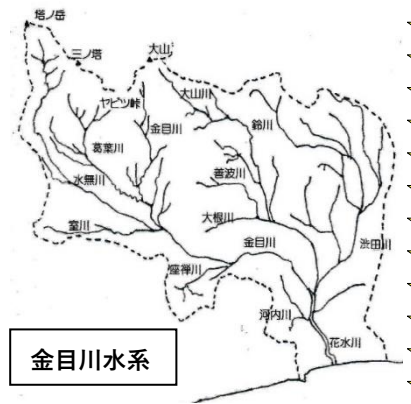 塔ノ岳
三ノ塔
大山
ヤビツ峠
大山川
鈴川
金目川
葛葉川
水無川
善波川
室川
大根川
金目川
渋田川
座禅川
河内川
花水川
金目川水系